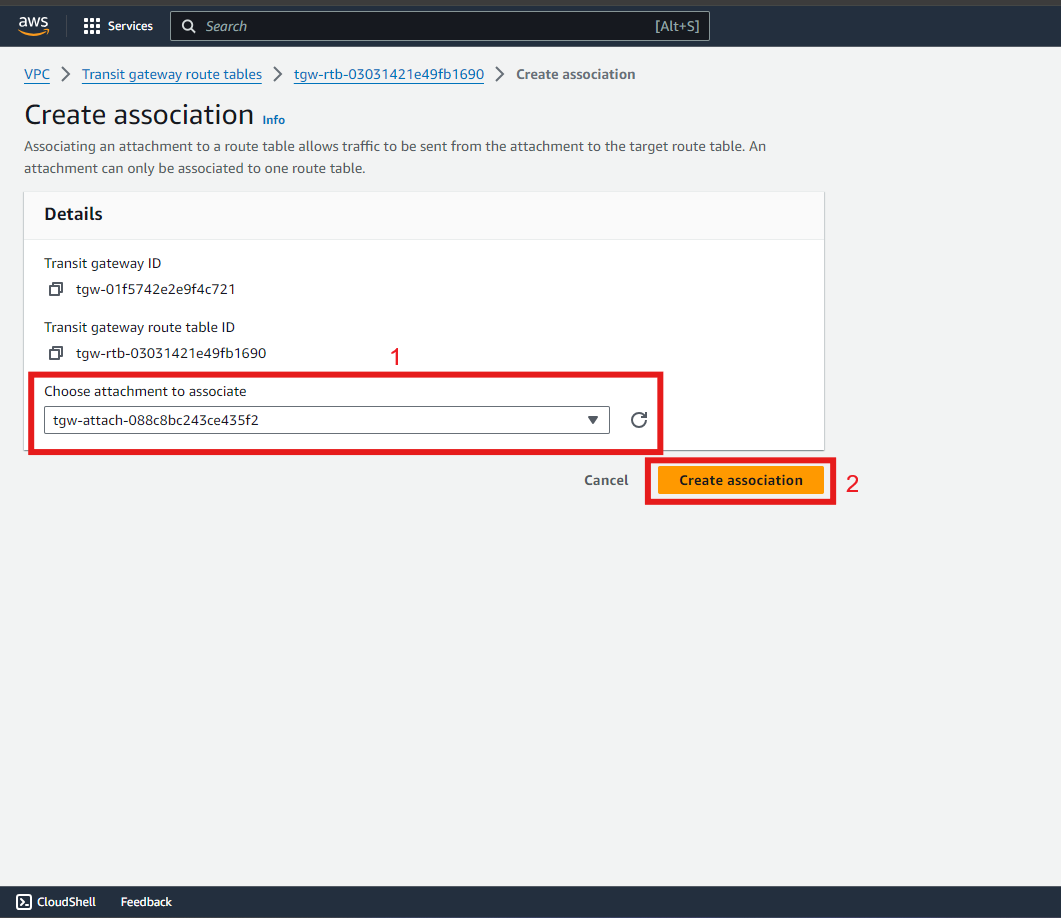 aws
Services
Search
[Alt+S]
VPC
Transit gateway route tables
tgw-rtb-03031421e49fb1690
Create association
Create association Info
Associating an attachment to a route table allows traffic to be sent from the attachment to the target route table. An
attachment can only be associated to one route table.
Details
Transit gateway ID
tgw-01f5742e2e9f4c721
Transit gateway route table ID
tgw-rtb-03031421e49fb1690
1
Choose attachment to associate
tgw-attach-088c8bc243ce435f2
Cancel
Create association
2
CloudShell
Feedback